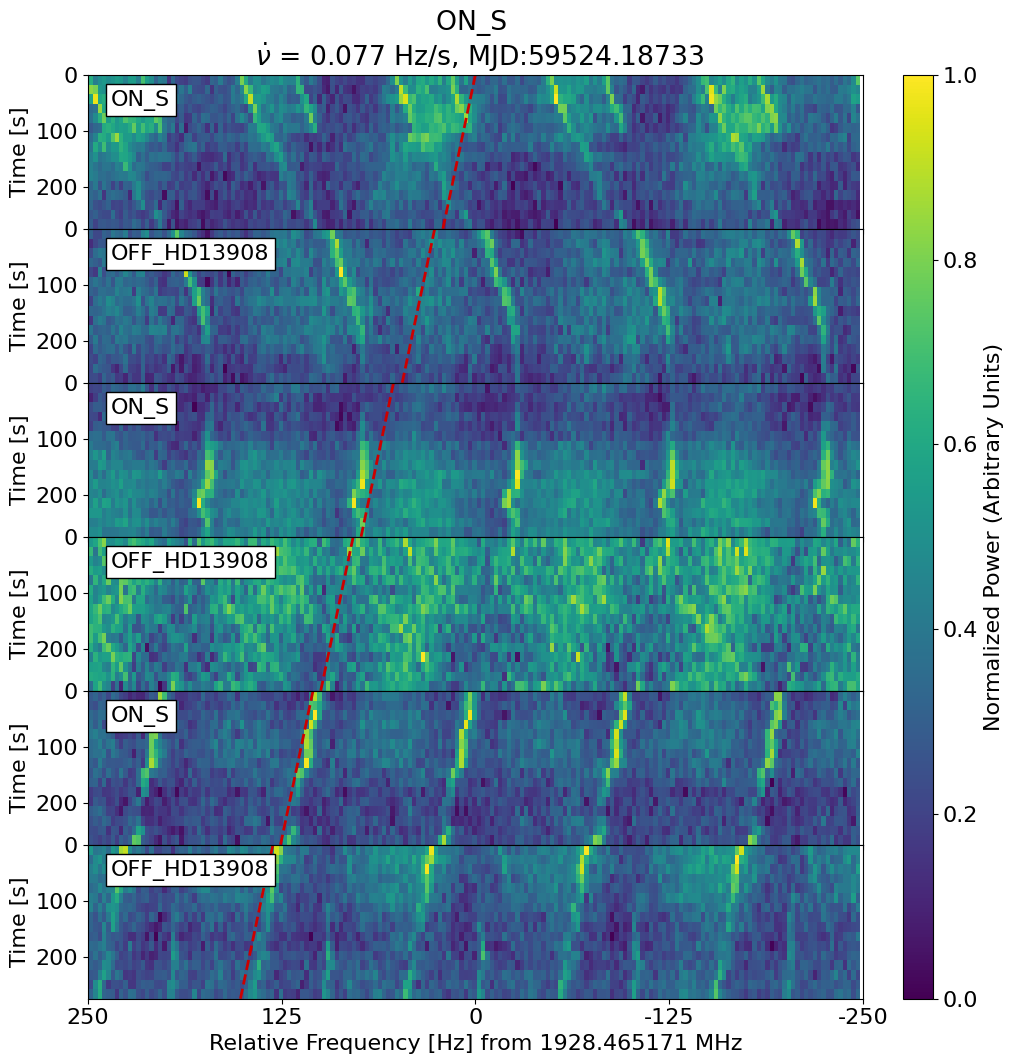 ON_S
ν̇ = 0.077 Hz/s, MJD:59524.18733
0
100
200
Time [s]
ON_S
0
100
200
Time [s]
OFF_HD13908
0
100
200
Time [s]
ON_S
0
100
200
Time [s]
OFF_HD13908
0
100
200
Time [s]
ON_S
0
100
200
Time [s]
OFF_HD13908
250
125
0
-125
-250
Relative Frequency [Hz] from 1928.465171 MHz
1.0
0.8
0.6
0.4
0.2
0.0
Normalized Power (Arbitrary Units)